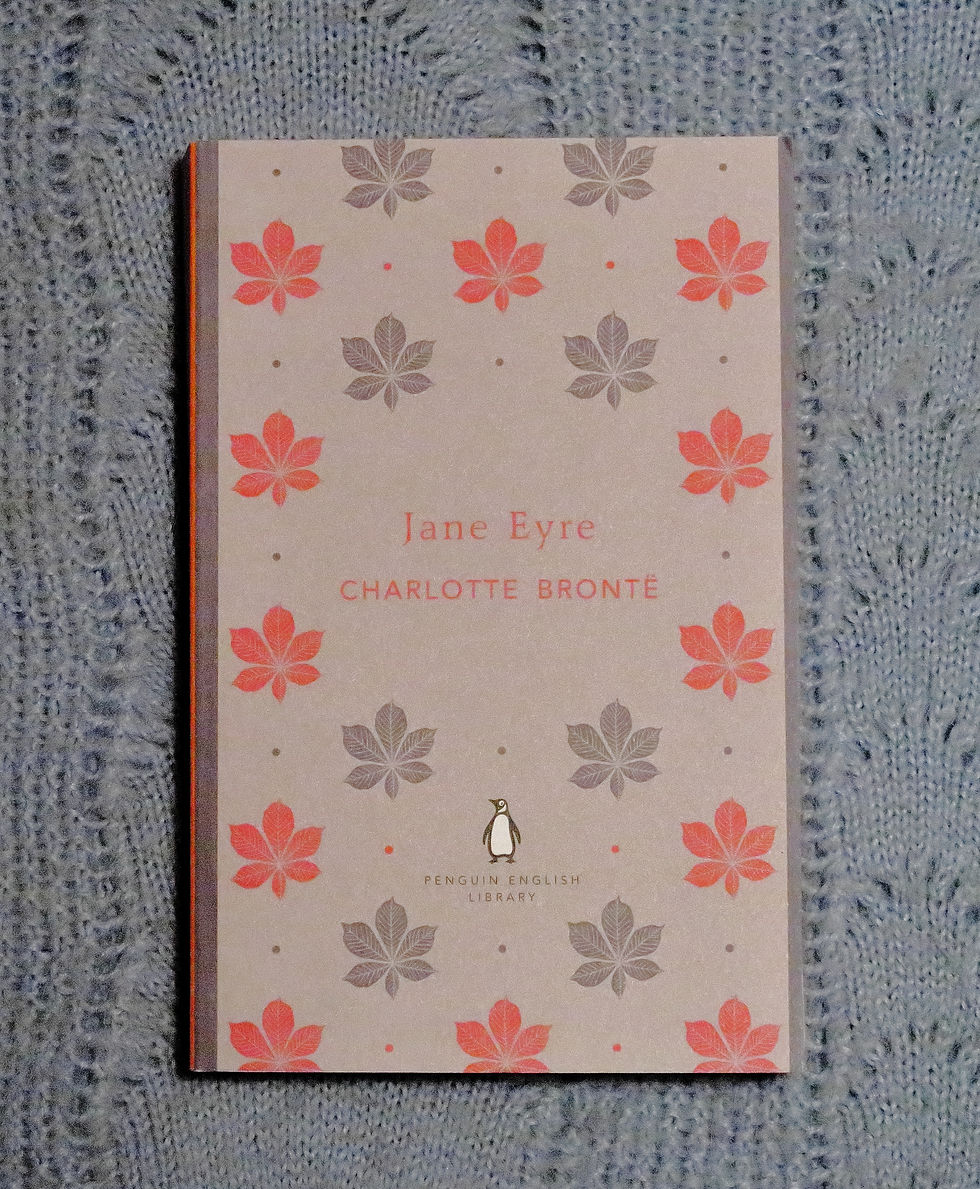 Jane Eyre
CHARLOTTE BRONTË
PENGUIN ENGLISH
LIBRARY